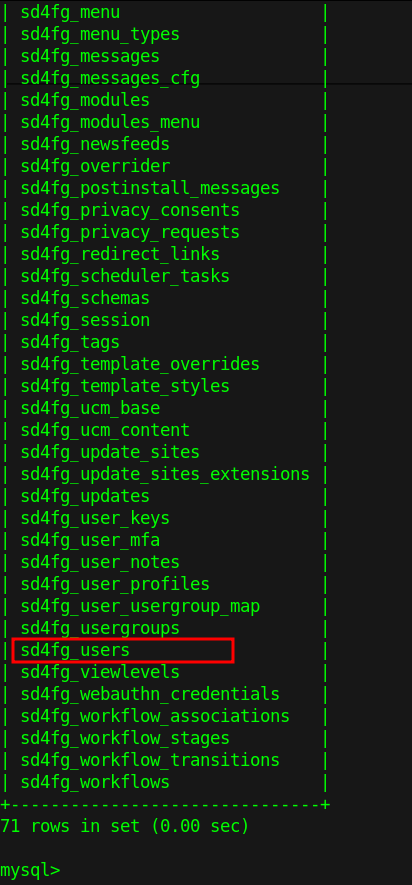 | sd4fg_menu |
| sd4fg_menu_types |
| sd4fg_messages |
| sd4fg_messages_cfg |
| sd4fg_modules |
| sd4fg_modules_menu |
| sd4fg_newsfeeds |
| sd4fg_overrider |
| sd4fg_postinstall_messages |
| sd4fg_privacy_consents |
| sd4fg_privacy_requests |
| sd4fg_redirect_links |
| sd4fg_scheduler_tasks |
| sd4fg_schemas |
| sd4fg_session |
| sd4fg_tags |
| sd4fg_template_overrides |
| sd4fg_template_styles |
| sd4fg_ucm_base |
| sd4fg_ucm_content |
| sd4fg_update_sites |
| sd4fg_update_sites_extensions |
| sd4fg_updates |
| sd4fg_user_keys |
| sd4fg_user_mfa |
| sd4fg_user_notes |
| sd4fg_user_profiles |
| sd4fg_user_usergroup_map |
| sd4fg_usergroups |
| sd4fg_users |
| sd4fg_viewlevels |
| sd4fg_webauthn_credentials |
| sd4fg_workflow_associations |
| sd4fg_workflow_stages |
| sd4fg_workflow_transitions |
| sd4fg_workflows |
+-------------------------------+
71 rows in set (0.00 sec)
mysql>